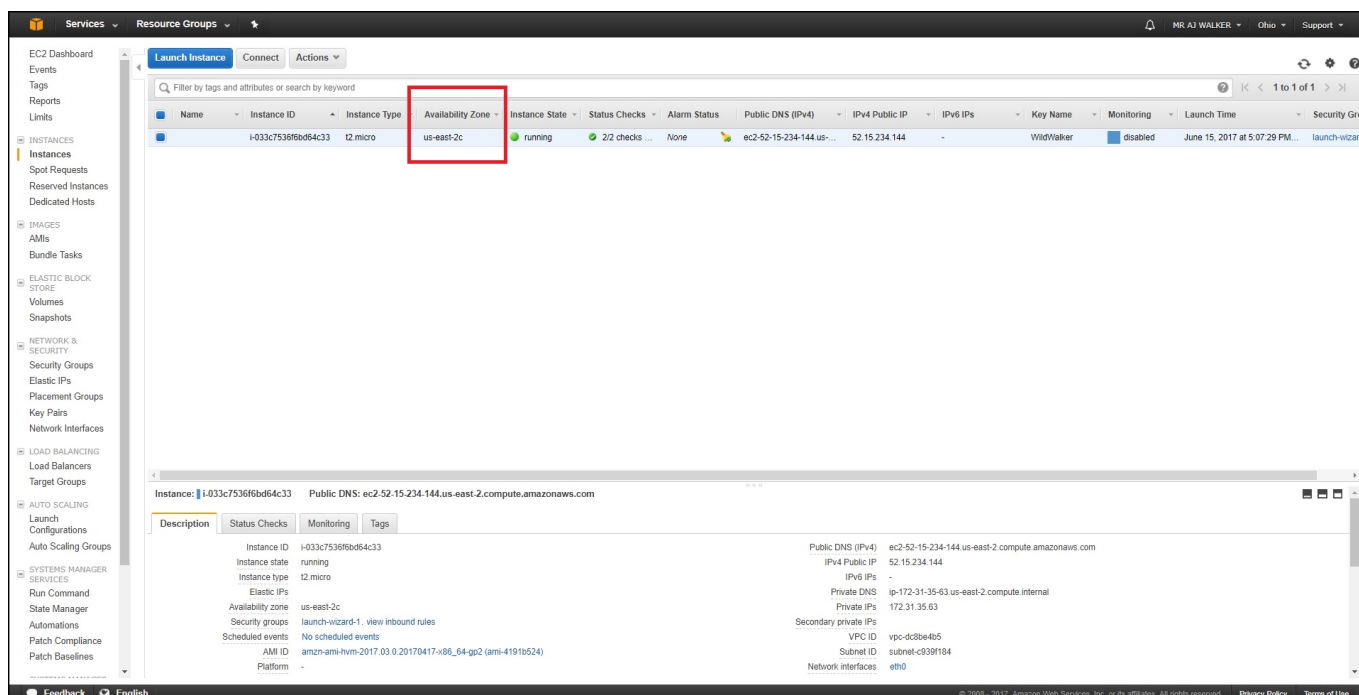 Services Resource Groups MR AJ WALKER Ohio Support
EC2 Dashboard
Events
Tags
Reports
Limits
INSTANCES
Instances
Spot Requests
Reserved Instances
Dedicated Hosts
IMAGES
AMIs
Bundle Tasks
ELASTIC BLOCK
STORE
Volumes
Snapshots
NETWORK &
SECURITY
Security Groups
Elastic IPs
Placement Groups
Key Pairs
Network Interfaces
LOAD BALANCING
Load Balancers
Target Groups
AUTO SCALING
Launch
Configurations
Auto Scaling Groups
SYSTEMS MANAGER
SERVICES
Run Command
State Manager
Automations
Patch Compliance
Patch Baselines
Launch Instance Connect Actions
Filter by tags and attributes or search by keyword 1 to 1 of 1
Name Instance ID Instance Type Availability Zone Instance State Status Checks Alarm Status Public DNS (IPv4) IPv4 Public IP IPv6 IPs Key Name Monitoring Launch Time Security Gr
i-033c7536f6bd64c33 t2.micro us-east-2c running 2/2 checks ... None ec2-52-15-234-144.us-... 52.15.234.144 - WildWalker disabled June 15, 2017 at 5:07:29 PM... launch-wizar
Instance: i-033c7536f6bd64c33 Public DNS: ec2-52-15-234-144.us-east-2.compute.amazonaws.com
Description Status Checks Monitoring Tags
Instance ID i-033c7536f6bd64c33
Instance state running
Instance type t2.micro
Elastic IPs
Availability zone us-east-2c
Security groups launch-wizard-1. view inbound rules
Scheduled events No scheduled events
AMI ID amzn-ami-hvm-2017.03.0.20170417-x86_64-gp2 (ami-4191b524)
Platform -
Public DNS (IPv4) ec2-52-15-234-144.us-east-2.compute.amazonaws.com
IPv4 Public IP 52.15.234.144
IPv6 IPs -
Private DNS ip-172-31-35-63.us-east-2.compute.internal
Private IPs 172.31.35.63
Secondary private IPs
VPC ID vpc-dc8be4b5
Subnet ID subnet-c939f184
Network interfaces eth0
Feedback English © 2008 - 2017, Amazon Web Services, Inc. or its affiliates. All rights reserved. Privacy Policy Terms of Use